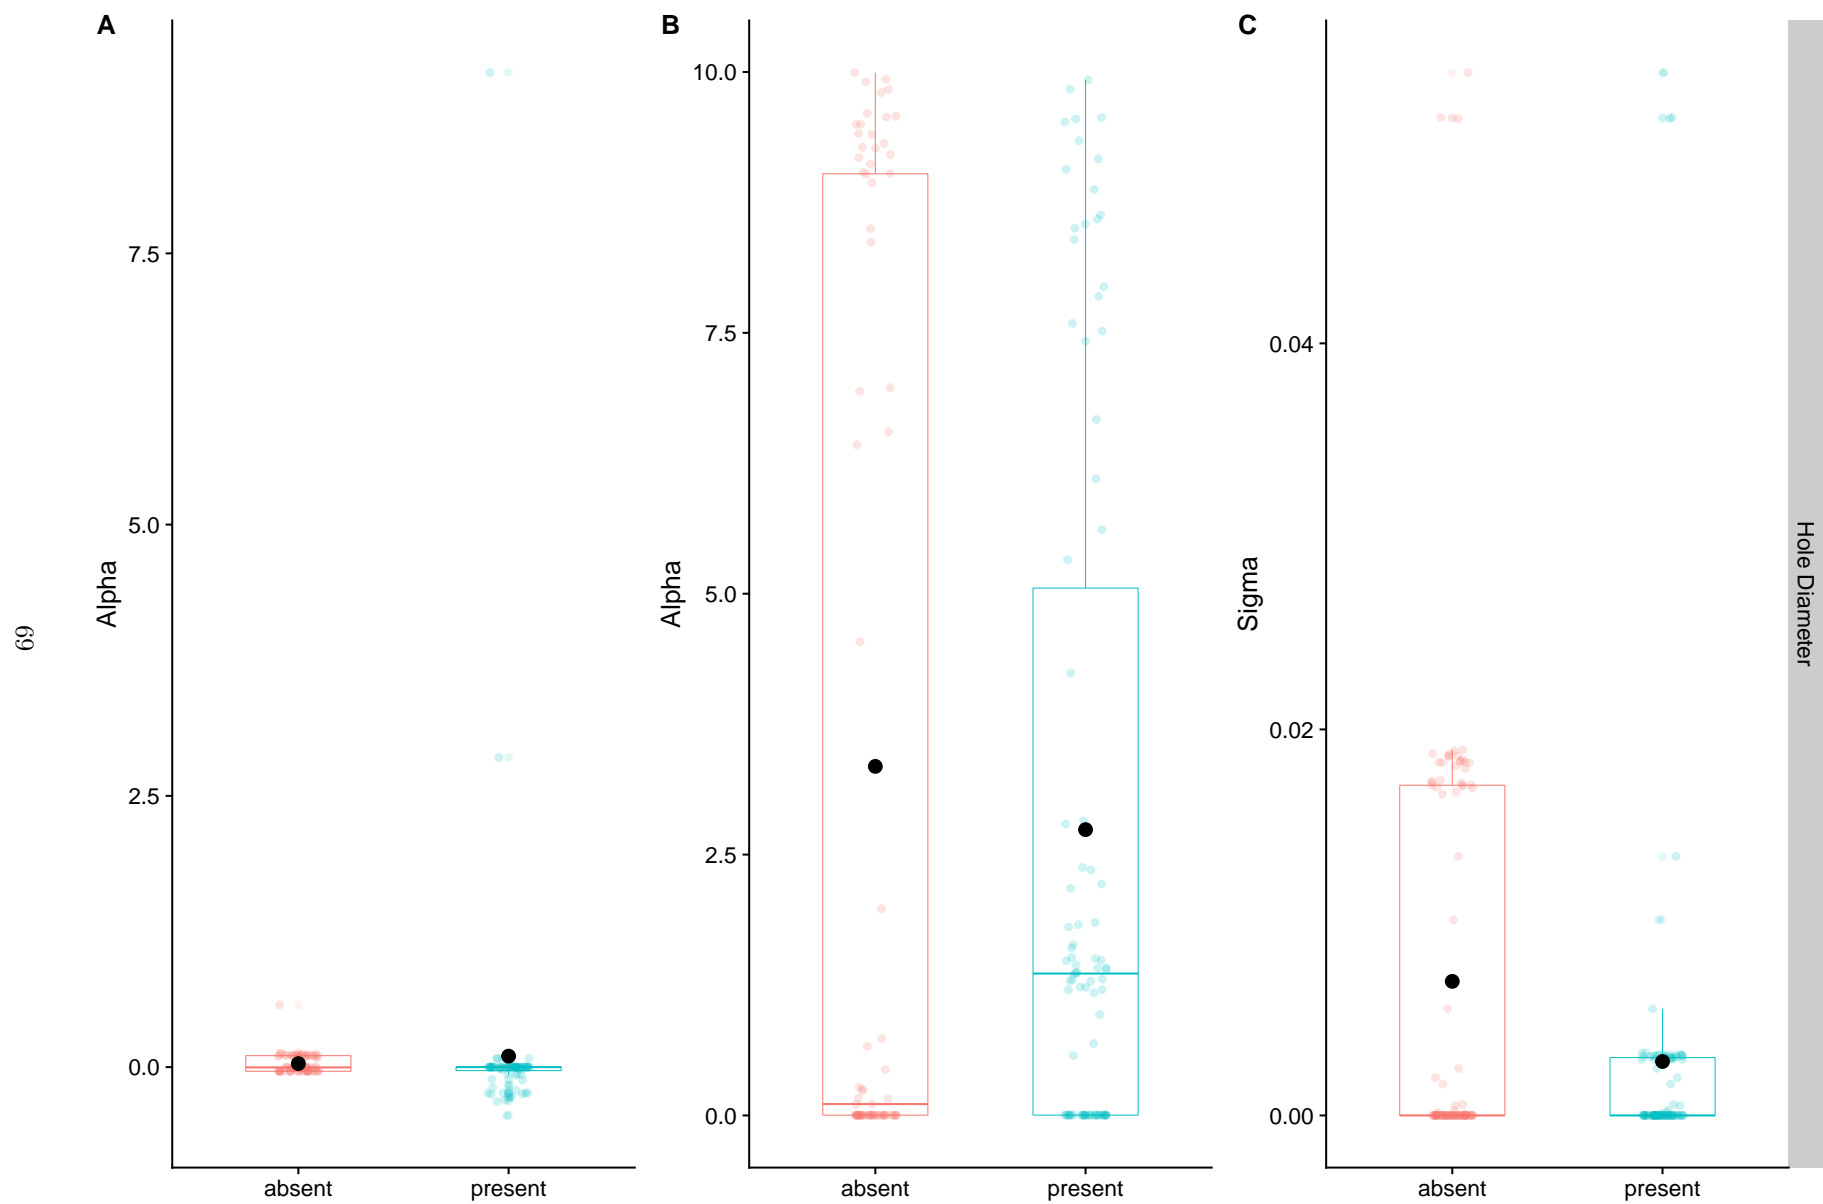 A
B
C
Alpha
7.5
5.0
2.5
0.0
absent
present
Alpha
10.0
7.5
5.0
2.5
0.0
absent
present
Sigma
0.04
0.02
0.00
absent
present
Hole Diameter
69